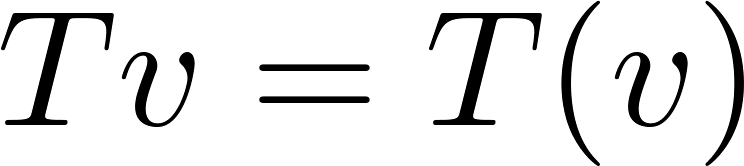 Tv = T(v)